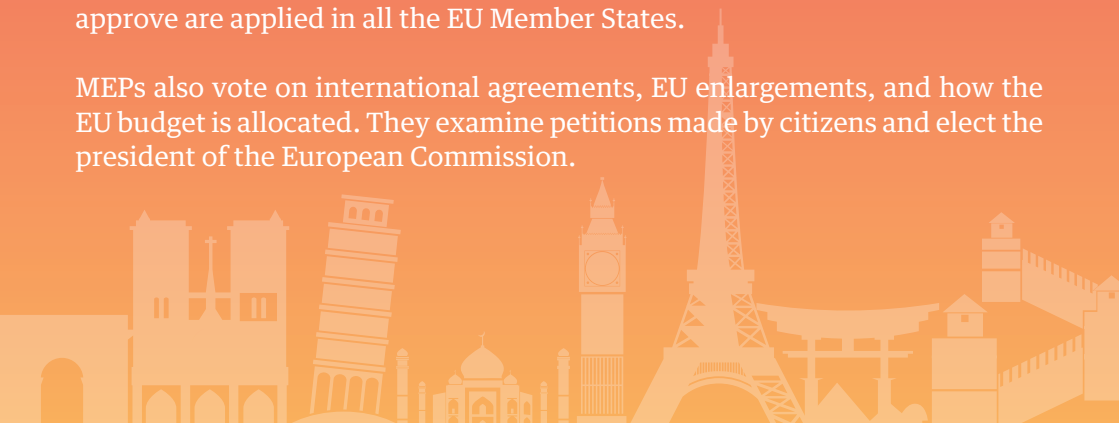 approve are applied in all the EU Member States.
MEPs also vote on international agreements, EU enlargements, and how the
EU budget is allocated. They examine petitions made by citizens and elect the
president of the European Commission.